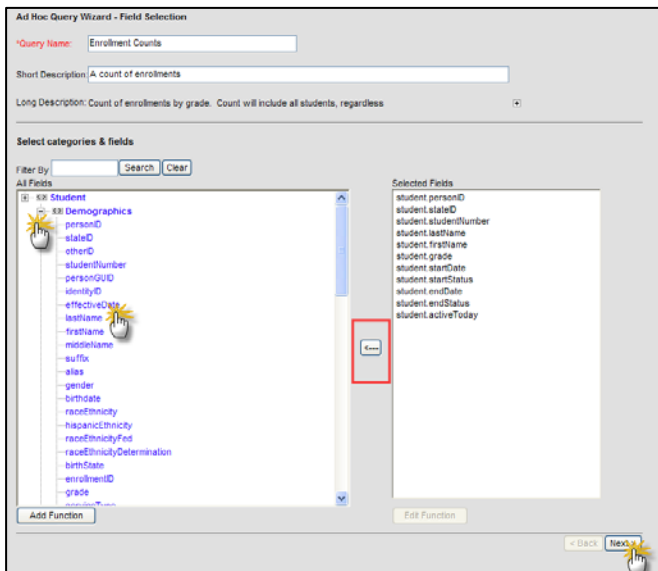 Ad Hoc Query Wizard - Field Selection
*Query Name: Enrollment Counts
Short Description: A count of enrollments
Long Description: Count of enrollments by grade. Count will include all students, regardless
Select categories & fields
Filter By Search Clear
All Fields
Student
Demographics
personID
stateID
otherID
studentNumber
personGUID
identityID
effectiveDate
lastName
firstName
middleName
suffix
alias
gender
birthdate
raceEthnicity
hispanicEthnicity
raceEthnicityFed
raceEthnicityDetermination
birthState
enrollmentID
grade
Add Function
<---
Selected Fields
student.personID
student.stateID
student.studentNumber
student.lastName
student.firstName
student.grade
student.startDate
student.startStatus
student.endDate
student.endStatus
student.activeToday
Edit Function
< Back Next >